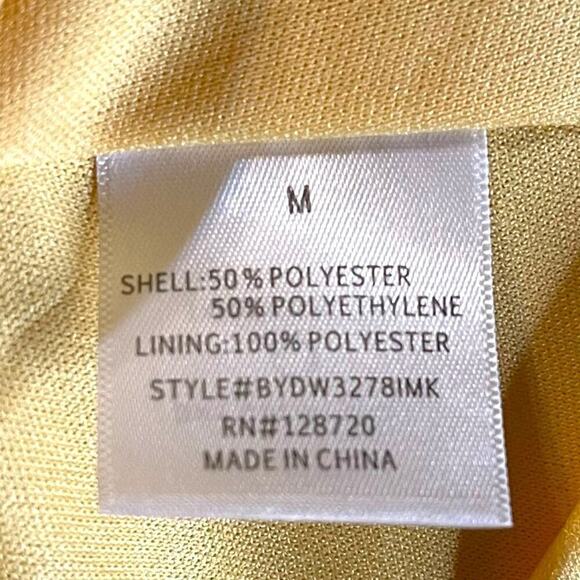 M
SHELL:50% POLYESTER
50% POLYETHYLENE
LINING:100% POLYESTER
STYLE#BYDW3278IMK
RN#128720
MADE IN CHINA